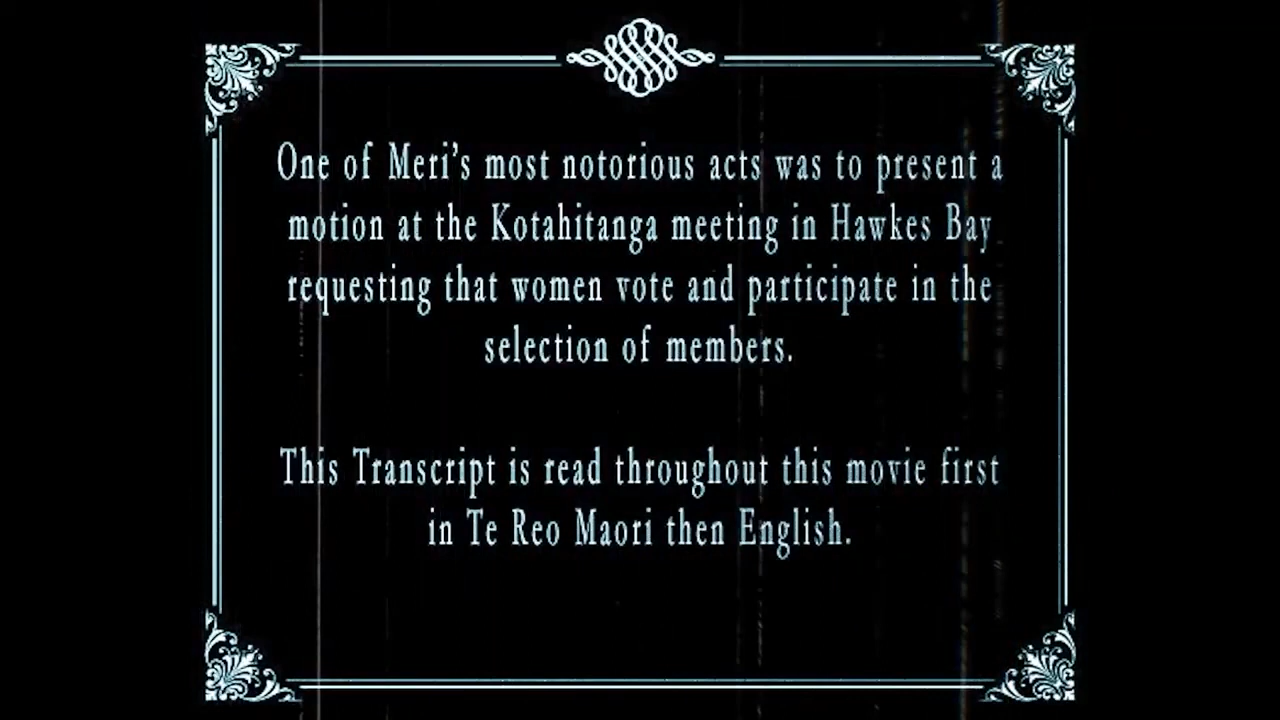 One of Meri's most notorious acts was to present a
motion at the Kotahitanga meeting in Hawkes Bay
requesting that women vote and participate in the
selection of members.
This Transcript is read throughout this movie first
in Te Reo Maori then English.